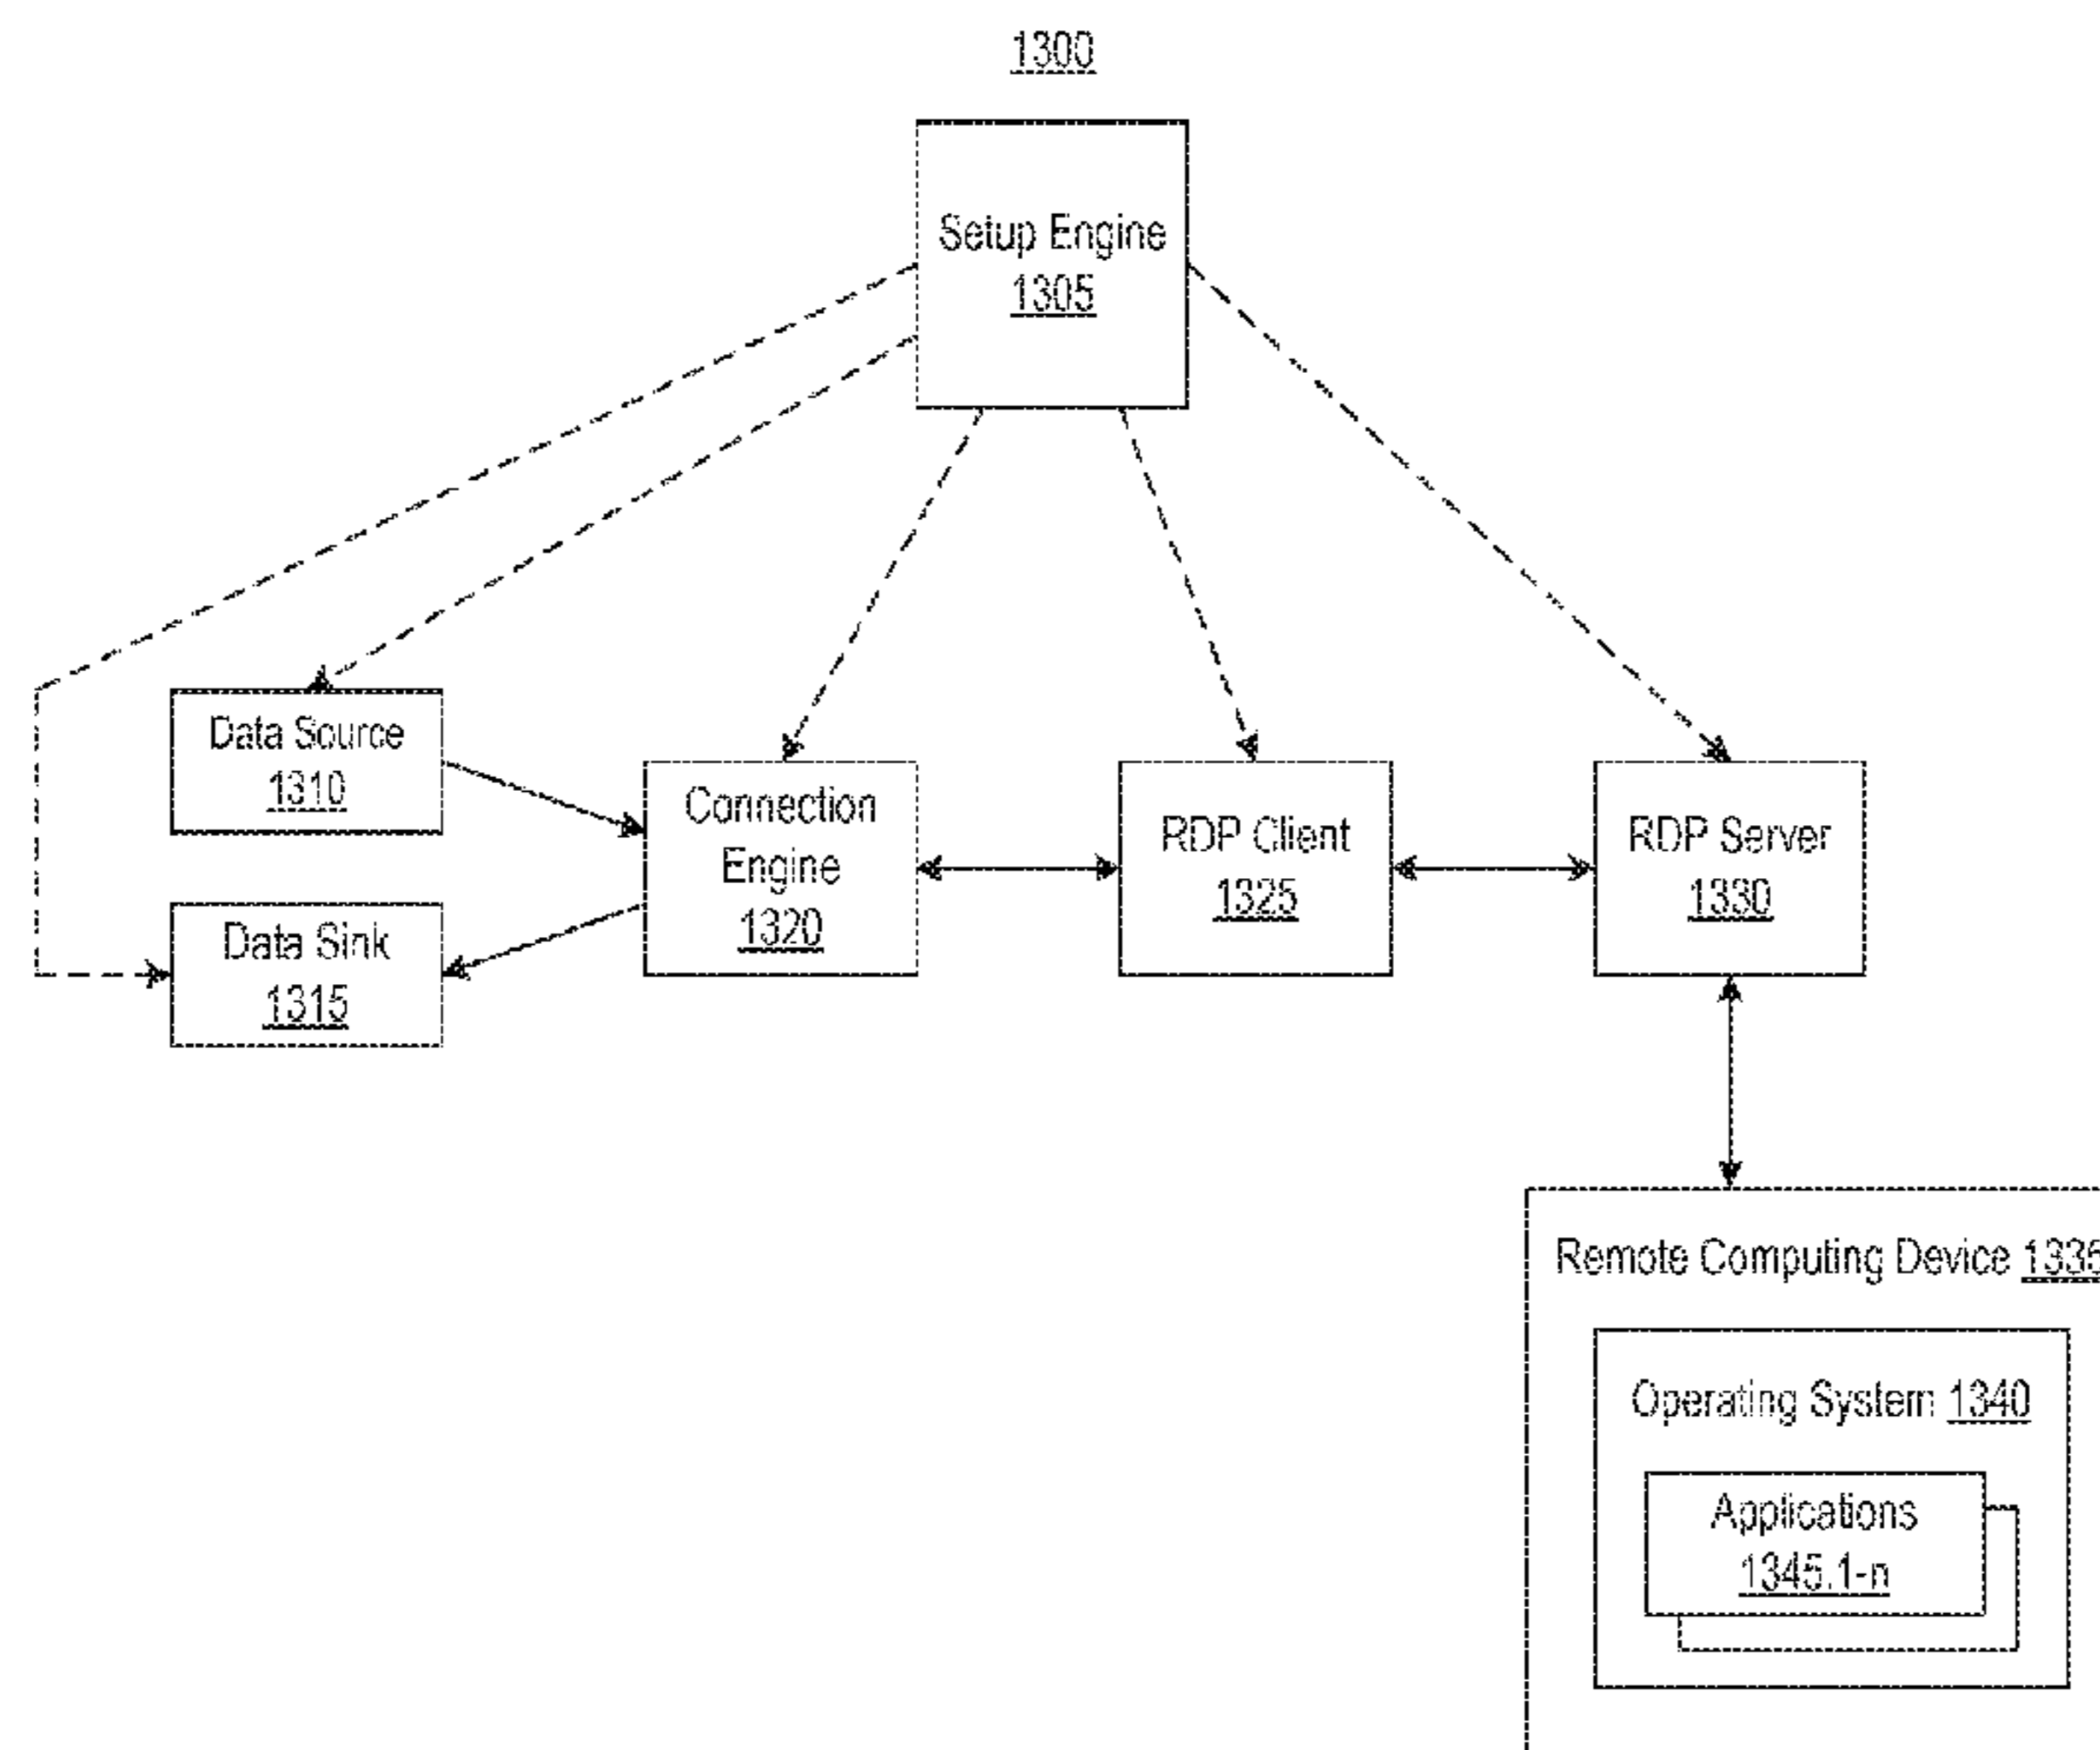 1300
Setup Engine
1305
Data Source
1310
Connection
Engine
1320
RDP Client
1325
RDP Server
1330
Data Sink
1315
Remote Computing Device 1335
Operating System 1340
Applications
1345.1-n